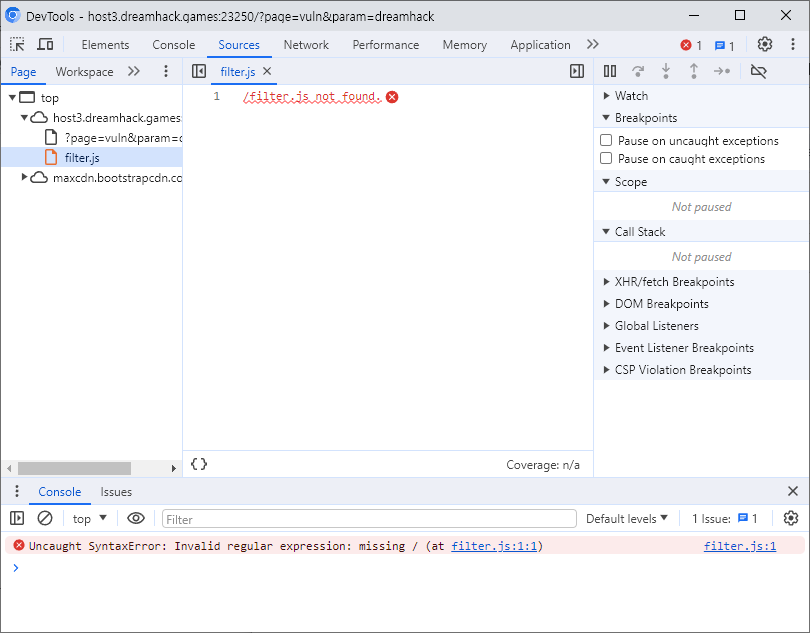 DevTools - host3.dreamhack.games:23250/?page=vuln&param=dreamhack
Elements Console Sources Network Performance Memory Application 1 1
Page Workspace filter.js
top
host3.dreamhack.games
?page=vuln&param=d
filter.js
maxcdn.bootstrapcdn.co
1 /filter.js not found.
Watch
Breakpoints
Pause on uncaught exceptions
Pause on caught exceptions
Scope
Not paused
Call Stack
Not paused
XHR/fetch Breakpoints
DOM Breakpoints
Global Listeners
Event Listener Breakpoints
CSP Violation Breakpoints
{} Coverage: n/a
Console Issues
top Filter Default levels 1 Issue: 1
Uncaught SyntaxError: Invalid regular expression: missing / (at filter.js:1:1) filter.js:1